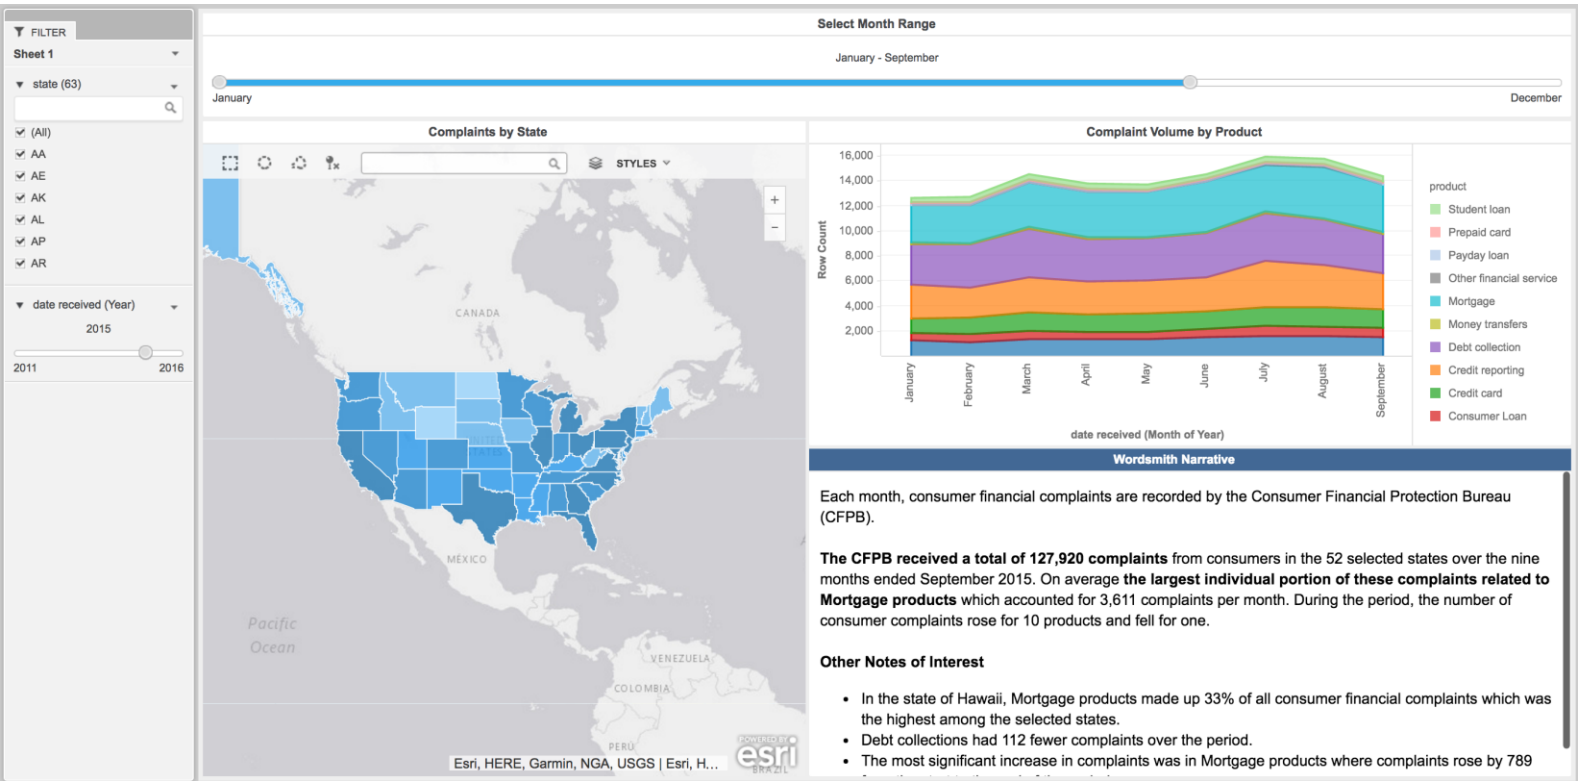 FILTER
Sheet 1
state (63)
(All)
AA
AE
AK
AL
AP
AR
date received (Year)
2015
2011 2016
Select Month Range
January - September
January December
Complaints by State
STYLES
+
−
CANADA
UNITED
STATES
MÉXICO
Pacific
Ocean
VENEZUELA
COLOMBIA
PERÚ
BRAZIL
POWERED BY
esri
Esri, HERE, Garmin, NGA, USGS | Esri, H...
Complaint Volume by Product
Row Count
16,000
14,000
12,000
10,000
8,000
6,000
4,000
2,000
January
February
March
April
May
June
July
August
September
date received (Month of Year)
product
Student loan
Prepaid card
Payday loan
Other financial service
Mortgage
Money transfers
Debt collection
Credit reporting
Credit card
Consumer Loan
Wordsmith Narrative
Each month, consumer financial complaints are recorded by the Consumer Financial Protection Bureau
(CFPB).
The CFPB received a total of 127,920 complaints from consumers in the 52 selected states over the nine
months ended September 2015. On average the largest individual portion of these complaints related to
Mortgage products which accounted for 3,611 complaints per month. During the period, the number of
consumer complaints rose for 10 products and fell for one.
Other Notes of Interest
• In the state of Hawaii, Mortgage products made up 33% of all consumer financial complaints which was
the highest among the selected states.
• Debt collections had 112 fewer complaints over the period.
• The most significant increase in complaints was in Mortgage products where complaints rose by 789